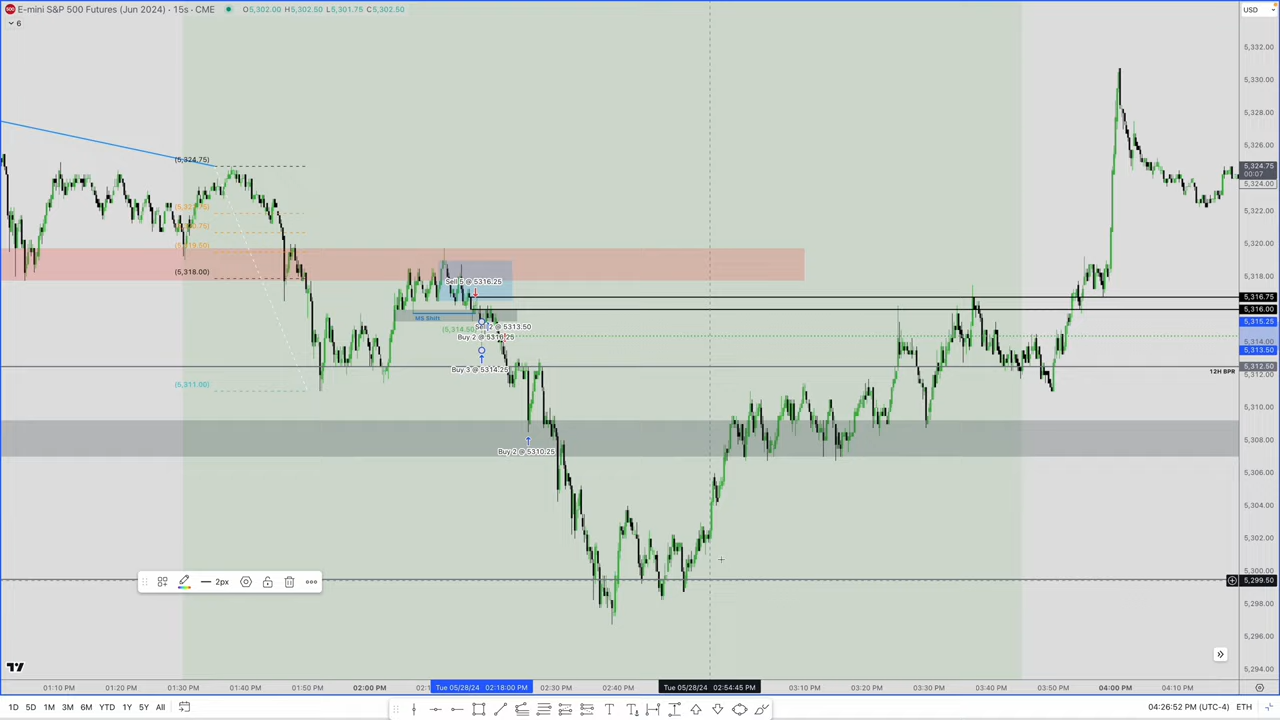 500 E-mini S&P 500 Futures (Jun 2024) · 15s · CME O5,302.00 H5,302.50 L5,301.75 C5,302.50
6
USD
5,332.00
5,330.00
5,328.00
5,326.00
5,324.75
00:07
5,324.00
5,322.00
5,320.00
5,318.00
5,316.75
5,316.00
5,315.25
5,314.00
5,313.50
5,312.50
5,312.00
5,310.00
5,308.00
5,306.00
5,304.00
5,302.00
5,300.00
5,299.50
5,298.00
5,296.00
5,294.00
(5,324.75)
(5,318.00)
(5,311.00)
Sell 5 @ 5316.25
MS Shift
Sell 2 @ 5313.50
Buy 3 @ 5314.25
Buy 2 @ 5310.25
12H BPR
2px
01:10 PM 01:20 PM 01:30 PM 01:40 PM 01:50 PM 02:00 PM Tue 05/28/24 02:18:00 PM 02:30 PM 02:40 PM Tue 05/28/24 02:54:45 PM 03:10 PM 03:20 PM 03:30 PM 03:40 PM 03:50 PM 04:00 PM 04:10 PM
1D 5D 1M 3M 6M YTD 1Y 5Y All
04:26:52 PM (UTC-4) ETH